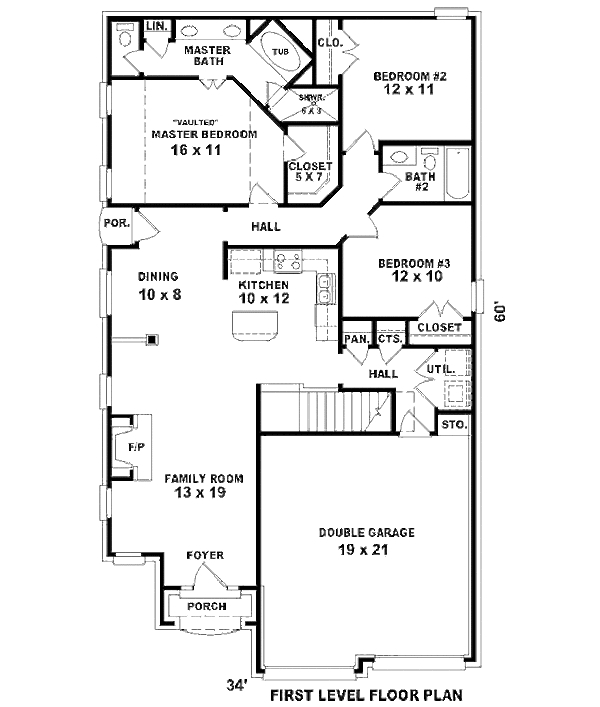 LIN.
MASTER
BATH
TUB
CLO.
BEDROOM #2
12 x 11
SHWR.
5 X 3
"VAULTED"
MASTER BEDROOM
16 x 11
CLOSET
5 X 7
BATH
#2
POR.
HALL
DINING
10 x 8
KITCHEN
10 x 12
BEDROOM #3
12 x 10
60'
CLOSET
PAN.
CTS.
HALL
UTIL.
STO.
F/P
FAMILY ROOM
13 x 19
DOUBLE GARAGE
19 x 21
FOYER
PORCH
34'
FIRST LEVEL FLOOR PLAN